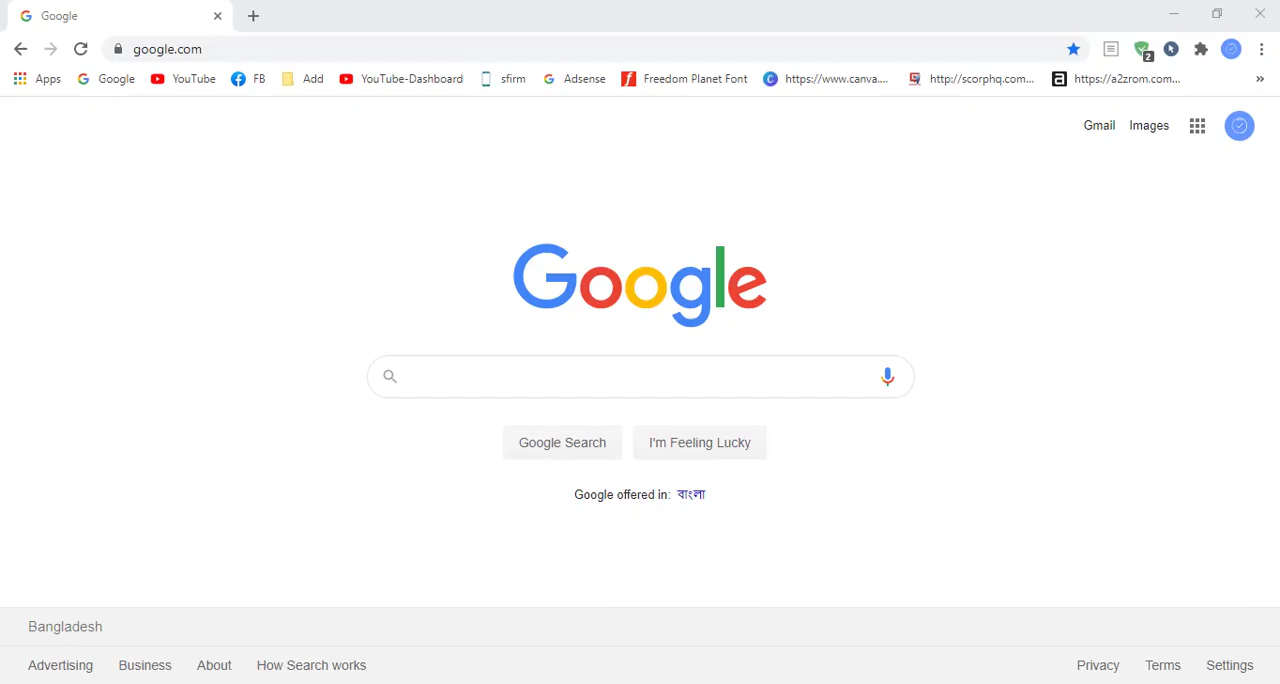 Google
google.com
Apps Google YouTube FB Add YouTube-Dashboard sfirm Adsense Freedom Planet Font https://www.canva.... http://scorphq.com... https://a2zrom.com... »
2
Gmail Images
Google
Google Search I'm Feeling Lucky
Google offered in: বাংলা
Bangladesh
Advertising Business About How Search works Privacy Terms Settings